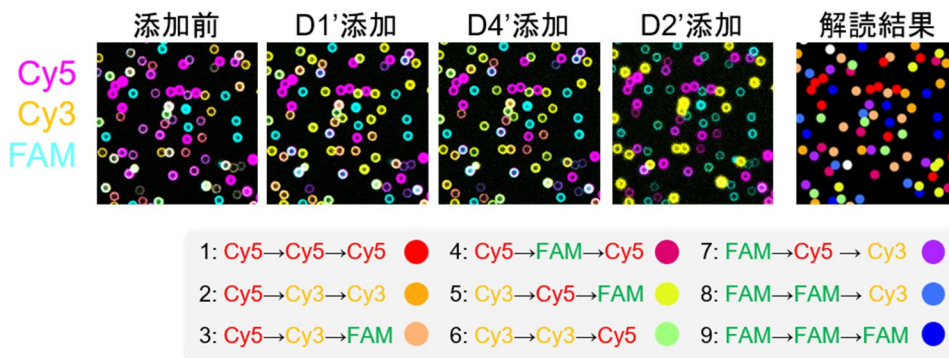 添加前 D1’添加 D4’添加 D2’添加 解読結果
Cy5
Cy3
FAM
1: Cy5→Cy5→Cy5 4: Cy5→FAM→Cy5 7: FAM→Cy5→ Cy3
2: Cy5→Cy3→Cy3 5: Cy3→Cy5→FAM 8: FAM→FAM→ Cy3
3: Cy5→Cy3→FAM 6: Cy3→Cy3→Cy5 9: FAM→FAM→FAM